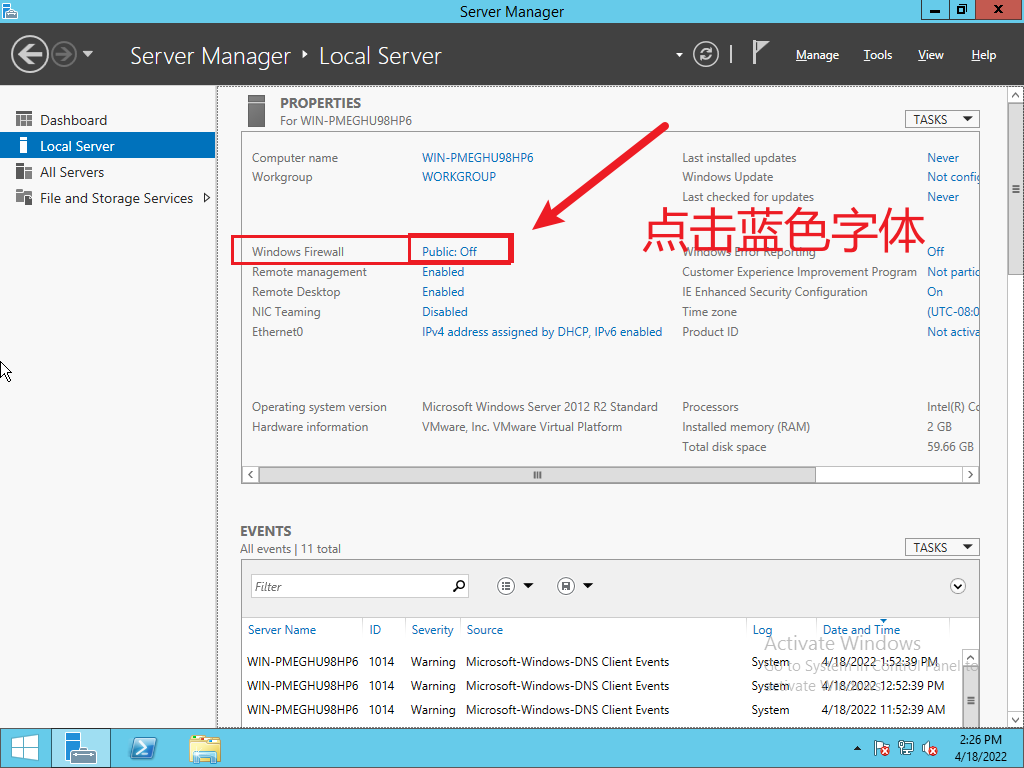 Server Manager
Server Manager ‣ Local Server
Manage Tools View Help
Dashboard
Local Server
All Servers
File and Storage Services
PROPERTIES
For WIN-PMEGHU98HP6
TASKS
Computer name WIN-PMEGHU98HP6 Last installed updates Never
Workgroup WORKGROUP Windows Update Not config
Last checked for updates Never
点击蓝色字体
Windows Firewall Public: Off Windows Error Reporting Off
Remote management Enabled Customer Experience Improvement Program Not partic
Remote Desktop Enabled IE Enhanced Security Configuration On
NIC Teaming Disabled Time zone (UTC-08:0
Ethernet0 IPv4 address assigned by DHCP, IPv6 enabled Product ID Not activa
Operating system version Microsoft Windows Server 2012 R2 Standard Processors Intel(R) Co
Hardware information VMware, Inc. VMware Virtual Platform Installed memory (RAM) 2 GB
Total disk space 59.66 GB
EVENTS
All events | 11 total
TASKS
Filter
Server Name ID Severity Source Log Date and Time
Activate Windows
Go to System in Control Panel to
activate Windows.
WIN-PMEGHU98HP6 1014 Warning Microsoft-Windows-DNS Client Events System 4/18/2022 1:52:39 PM
WIN-PMEGHU98HP6 1014 Warning Microsoft-Windows-DNS Client Events System 4/18/2022 12:52:39 PM
WIN-PMEGHU98HP6 1014 Warning Microsoft-Windows-DNS Client Events System 4/18/2022 11:52:39 AM
2:26 PM
4/18/2022